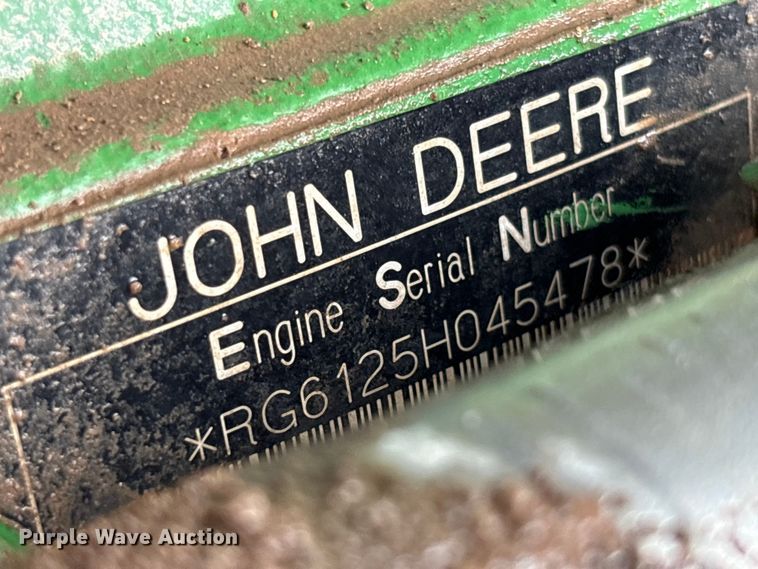 JOHN DEERE
Engine Serial Number
*RG6125H045478*
Purple Wave Auction